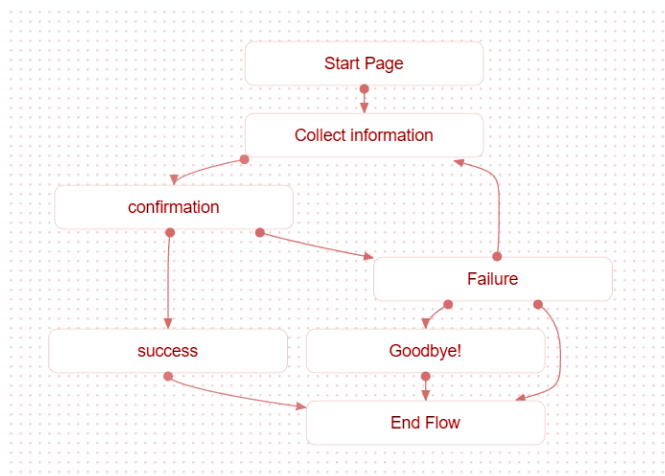 Start Page
Collect information
confirmation
Failure
success
Goodbye!
End Flow